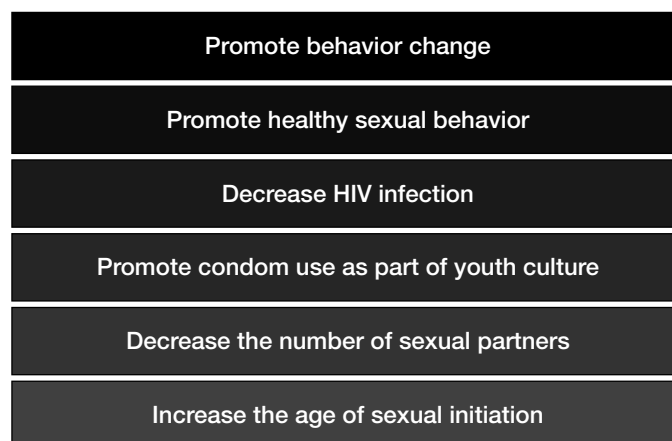 Promote behavior change
Promote healthy sexual behavior
Decrease HIV infection
Promote condom use as part of youth culture
Decrease the number of sexual partners
Increase the age of sexual initiation